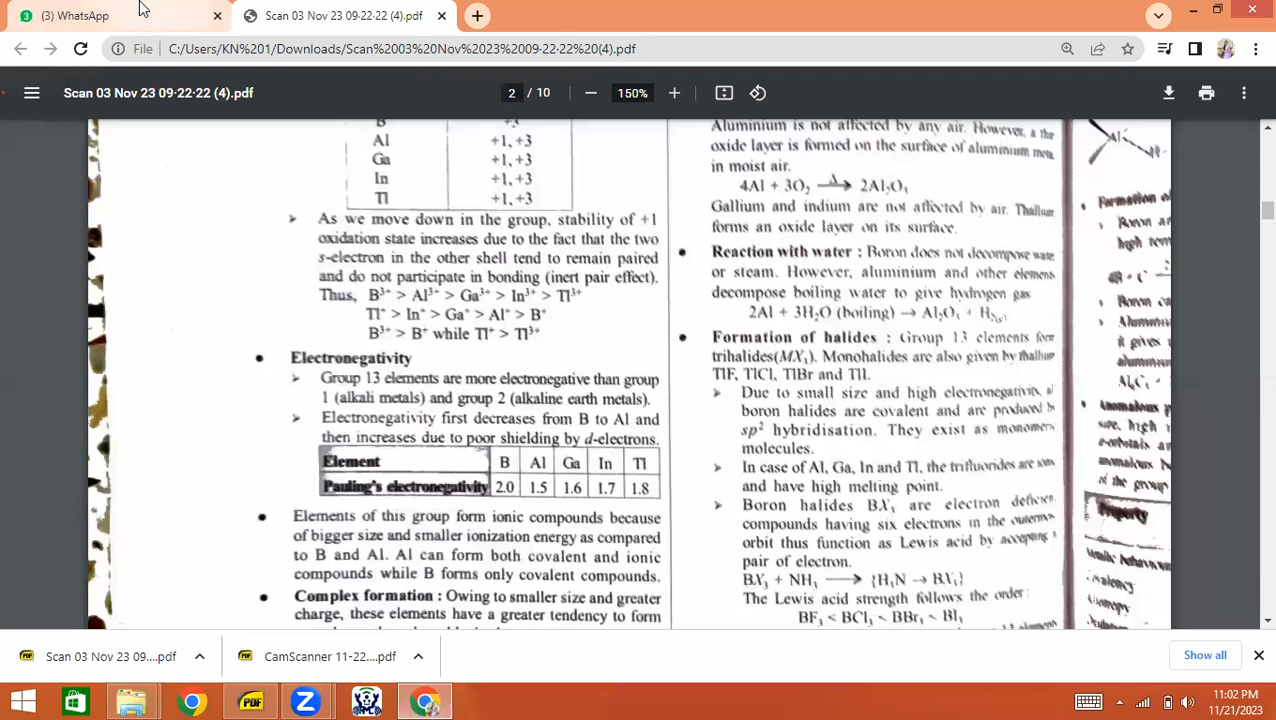 (3) WhatsApp
Scan 03 Nov 23 09·22·22 (4).pdf
File
C:/Users/KN%201/Downloads/Scan%2003%20Nov%2023%2009·22·22%20(4).pdf
Scan 03 Nov 23 09·22·22 (4).pdf
2 / 10
150%
B +3
Al +1, +3
Ga +1, +3
In +1, +3
Tl +1, +3
➢ As we move down in the group, stability of +1
oxidation state increases due to the fact that the two
s-electron in the other shell tend to remain paired
and do not participate in bonding (inert pair effect).
Thus, B³⁺ > Al³⁺ > Ga³⁺ > In³⁺ > Tl³⁺
Tl⁺ > In⁺ > Ga⁺ > Al⁺ > B⁺
B³⁺ > B⁺ while Tl⁺ > Tl³⁺
• Electronegativity
➢ Group 13 elements are more electronegative than group
1 (alkali metals) and group 2 (alkaline earth metals).
➢ Electronegativity first decreases from B to Al and
then increases due to poor shielding by d-electrons.
Element B Al Ga In Tl
Pauling's electronegativity 2.0 1.5 1.6 1.7 1.8
• Elements of this group form ionic compounds because
of bigger size and smaller ionization energy as compared
to B and Al. Al can form both covalent and ionic
compounds while B forms only covalent compounds.
• Complex formation : Owing to smaller size and greater
charge, these elements have a greater tendency to form
Aluminium is not affected by any air. However, a the
oxide layer is formed on the surface of aluminium
in moist air.
4Al + 3O₂ →Δ 2Al₂O₃
Gallium and indium are not affected by air. Thallium
forms an oxide layer on its surface.
• Reaction with water : Boron does not decompose
or steam. However, aluminium and other element
decompose boiling water to give hydrogen gas
2Al + 3H₂O (boiling) → Al₂O₃ + H₂(g)
• Formation of halides : Group 13 elements form
trihalides(MX₃). Monohalides are also given by thallium
TlF, TlCl, TlBr and TlI.
➢ Due to small size and high electronegativity,
boron halides are covalent and are produced by
sp² hybridisation. They exist as monomeric
molecules.
➢ In case of Al, Ga, In and Tl, the trifluorides are ionic
and have high melting point.
➢ Boron halides BX₃ are electron deficient
compounds having six electrons in the outermost
orbit thus function as Lewis acid by accepting
pair of electron.
BX₃ + NH₃ ⟶ {H₃N → BX₃}
The Lewis acid strength follows the order:
BF₃ < BCl₃ < BBr₃ < BI₃
Formation of
Boron
high
Boron
it gives
Al₄C₃
Anomalous
high
of the group
Property
Scan 03 Nov 23 09....pdf
CamScanner 11-22....pdf
Show all
11:02 PM
11/21/2023